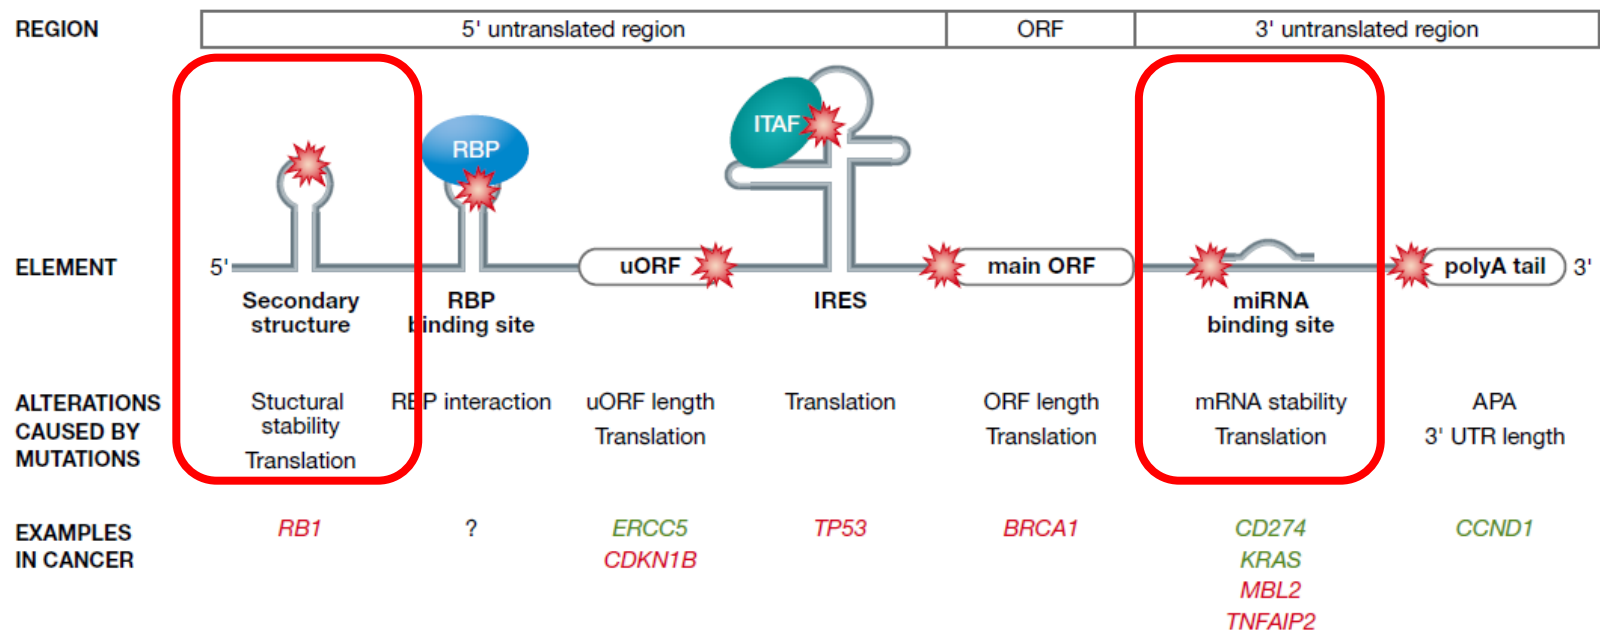 REGION
5' untranslated region
ORF
3' untranslated region
ITAF
RBP
ELEMENT
5'
uORF
main ORF
polyA tail
3'
Secondary
structure
RBP
binding site
IRES
miRNA
binding site
ALTERATIONS
CAUSED BY
MUTATIONS
Stuctural
stability
Translation
RBP interaction
uORF length
Translation
Translation
ORF length
Translation
mRNA stability
Translation
APA
3' UTR length
EXAMPLES
IN CANCER
RB1
?
ERCC5
CDKN1B
TP53
BRCA1
CD274
KRAS
MBL2
TNFAIP2
CCND1